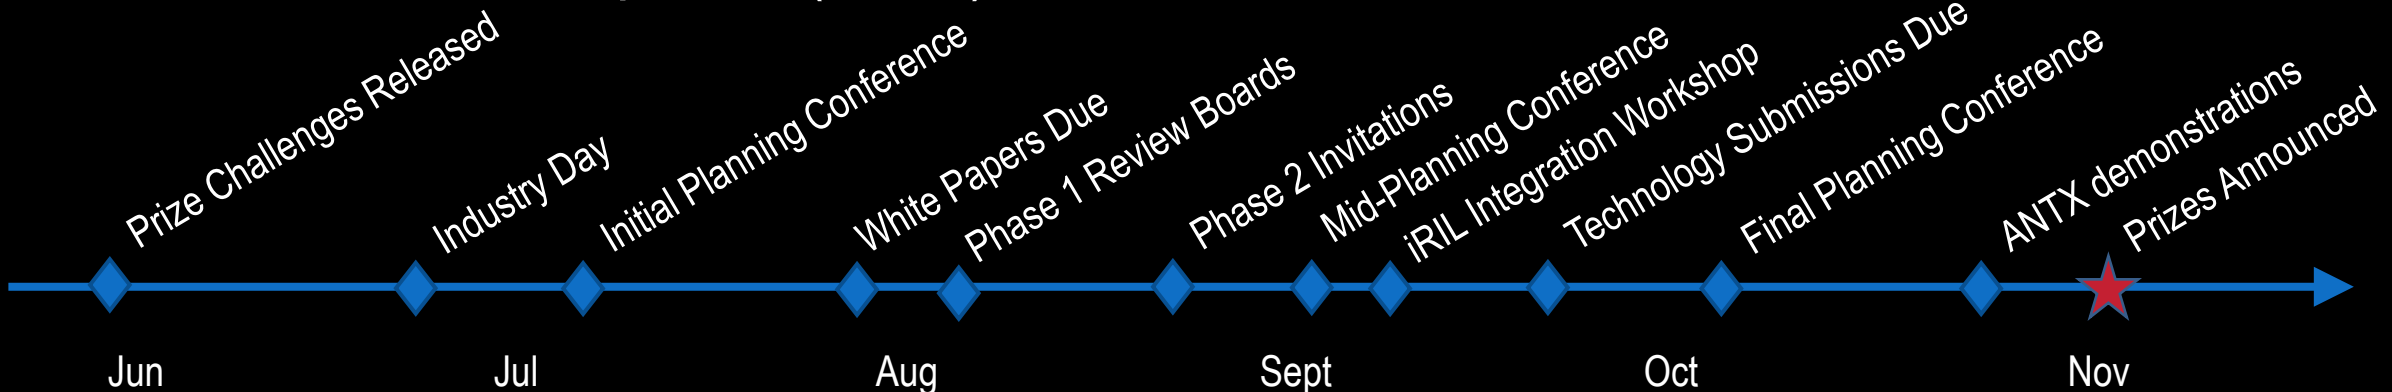 Prize Challenges Released
Industry Day
Initial Planning Conference
White Papers Due
Phase 1 Review Boards
Phase 2 Invitations
Mid-Planning Conference
iRIL Integration Workshop
Technology Submissions Due
Final Planning Conference
ANTX demonstrations
Prizes Announced
Jun
Jul
Aug
Sept
Oct
Nov